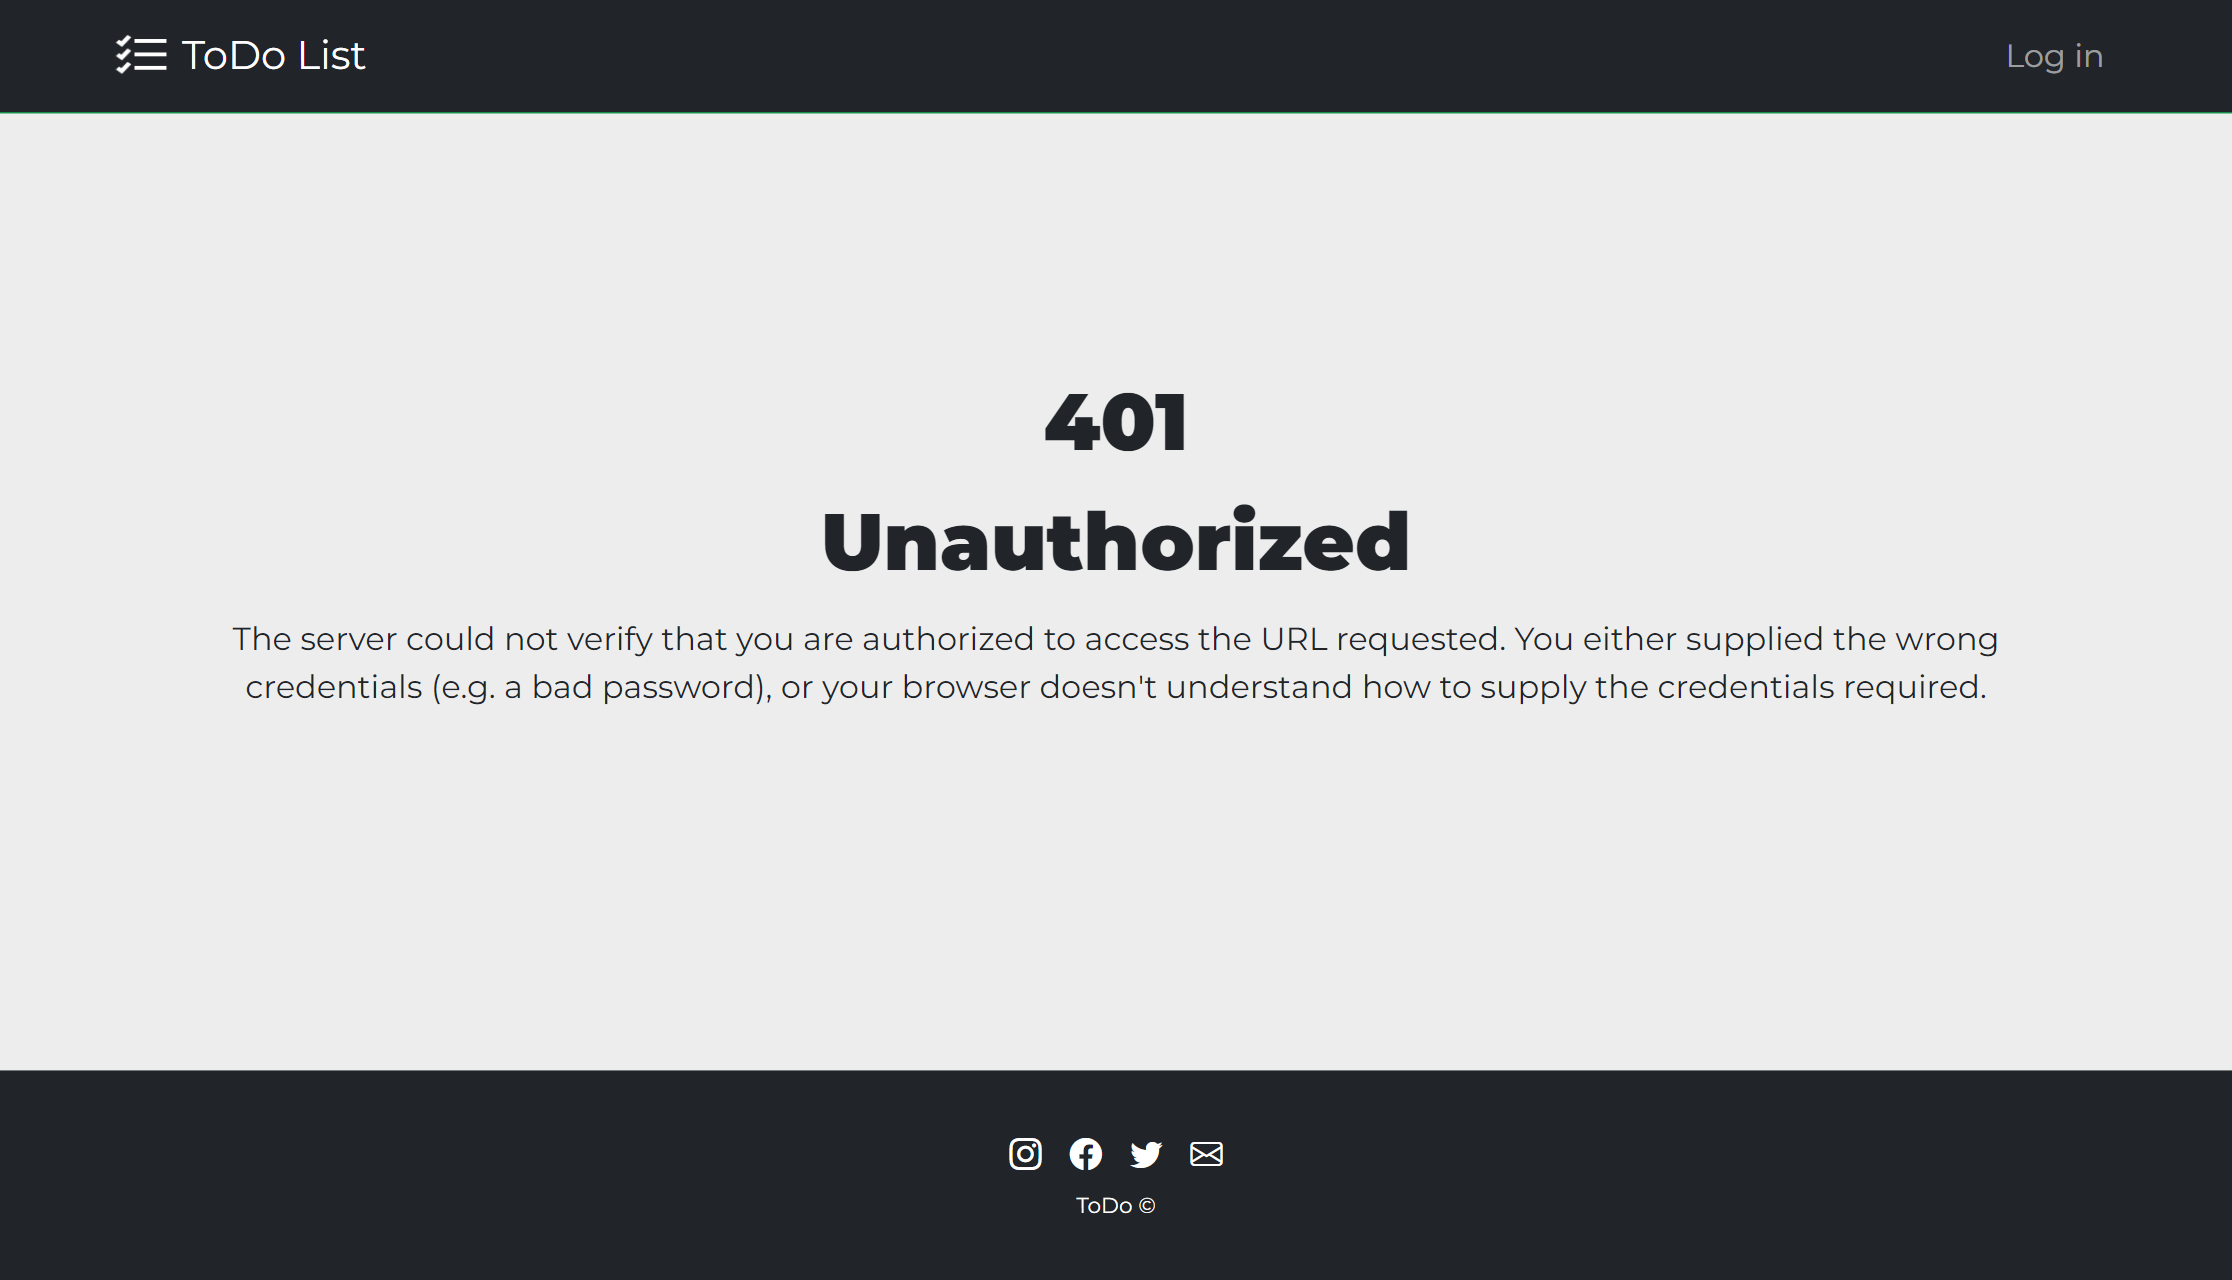 ToDo List
Log in
401
Unauthorized
The server could not verify that you are authorized to access the URL requested. You either supplied the wrong
credentials (e.g. a bad password), or your browser doesn't understand how to supply the credentials required.
ToDo ©